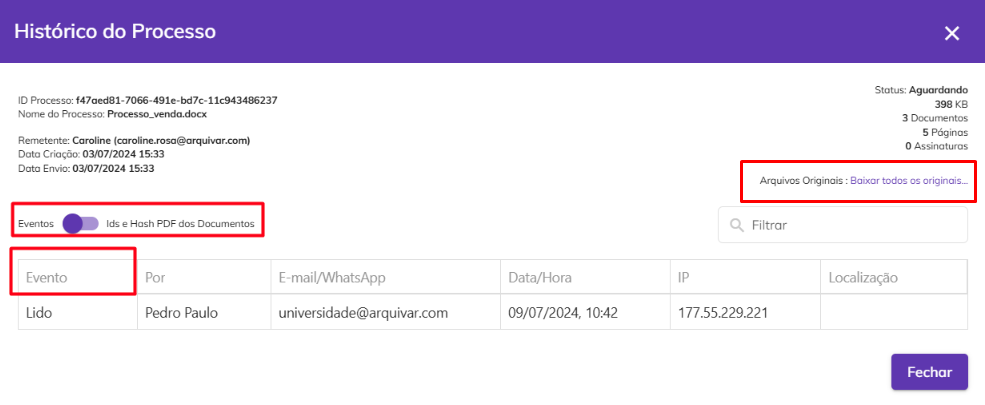 Histórico do Processo
ID Processo: f47aed81-7066-491e-bd7c-11c943486237
Nome do Processo: Processo_venda.docx
Remetente: Caroline (caroline.rosa@arquivar.com)
Data Criação: 03/07/2024 15:33
Data Envio: 03/07/2024 15:33
Status: Aguardando
398 KB
3 Documentos
5 Páginas
0 Assinaturas
Arquivos Originais : Baixar todos os originais...
Eventos Ids e Hash PDF dos Documentos
Filtrar
Evento Por E-mail/WhatsApp Data/Hora IP Localização
Lido Pedro Paulo universidade@arquivar.com 09/07/2024, 10:42 177.55.229.221
Fechar